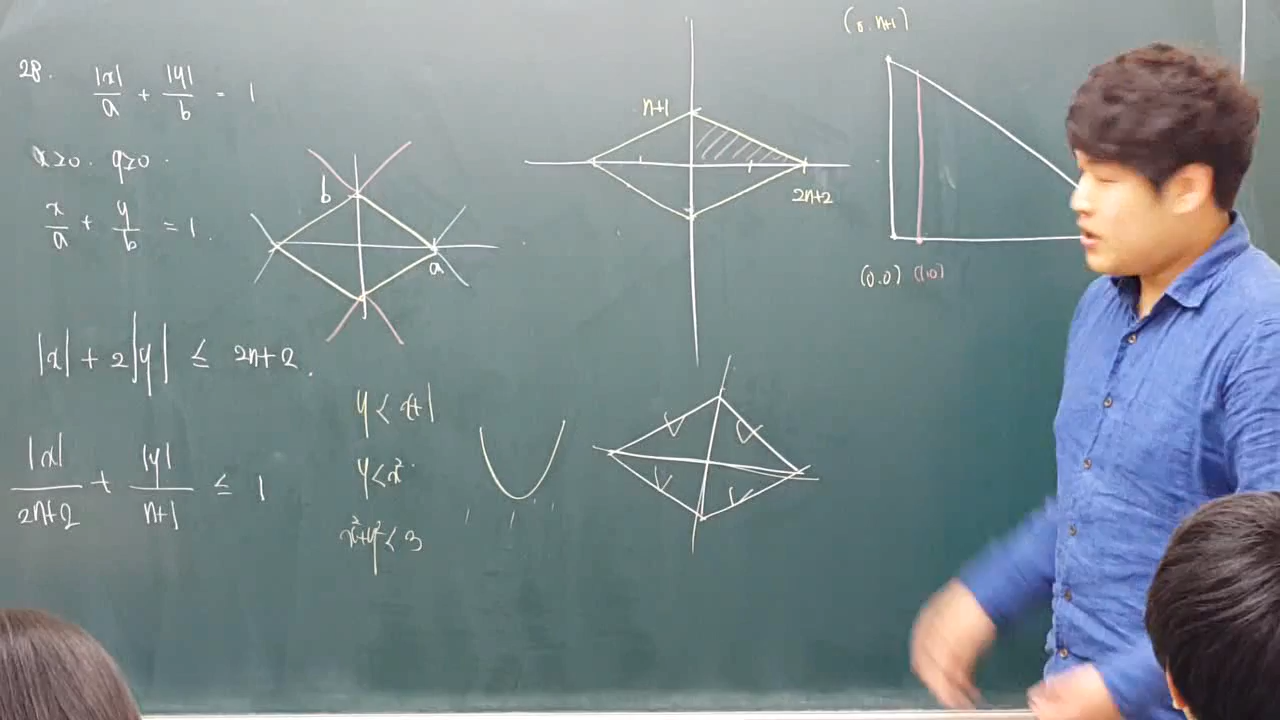 28.
|x|/a + |y|/b = 1
x≥0. y≥0.
x/a + y/b = 1.
b
a
|x| + 2|y| ≤ 2n+2.
|x|/2n+2 + |y|/n+1 ≤ 1
y < x+1
y < x².
x²+y² < 3
n+1
2n+2
(0, n+1)
(0.0) (1.0)